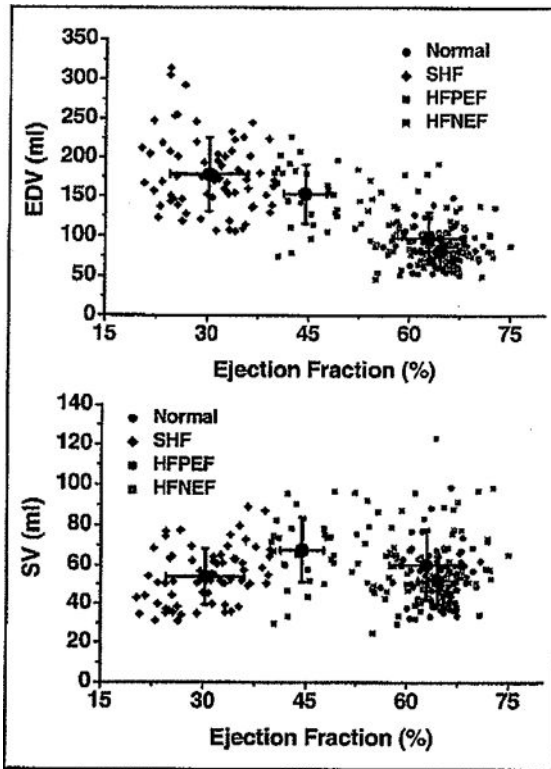 350
300
250
200
150
100
50
0
EDV (ml)
Normal
SHF
HFPEF
HFNEF
15 30 45 60 75
Ejection Fraction (%)
140
120
100
80
60
40
20
0
SV (ml)
Normal
SHF
HFPEF
HFNEF
15 30 45 60 75
Ejection Fraction (%)